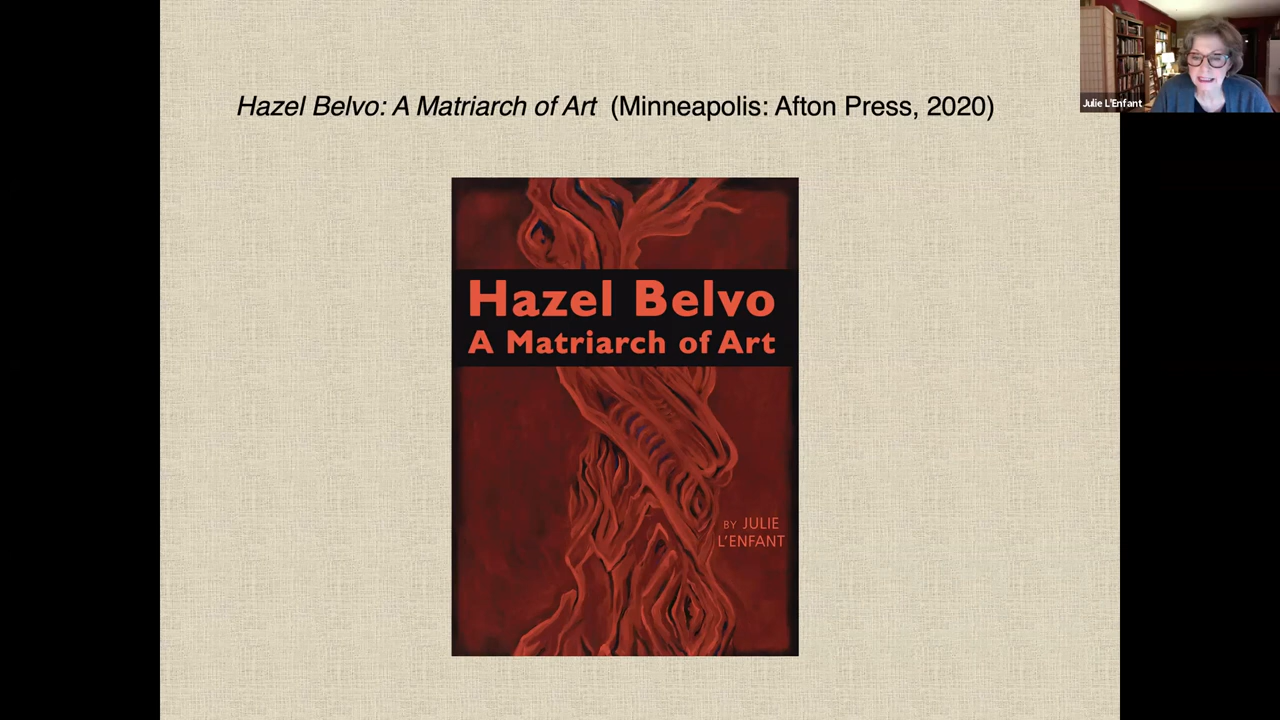 Hazel Belvo: A Matriarch of Art (Minneapolis: Afton Press, 2020)
Julie L'Enfant
Hazel Belvo
A Matriarch of Art
BY JULIE
L'ENFANT